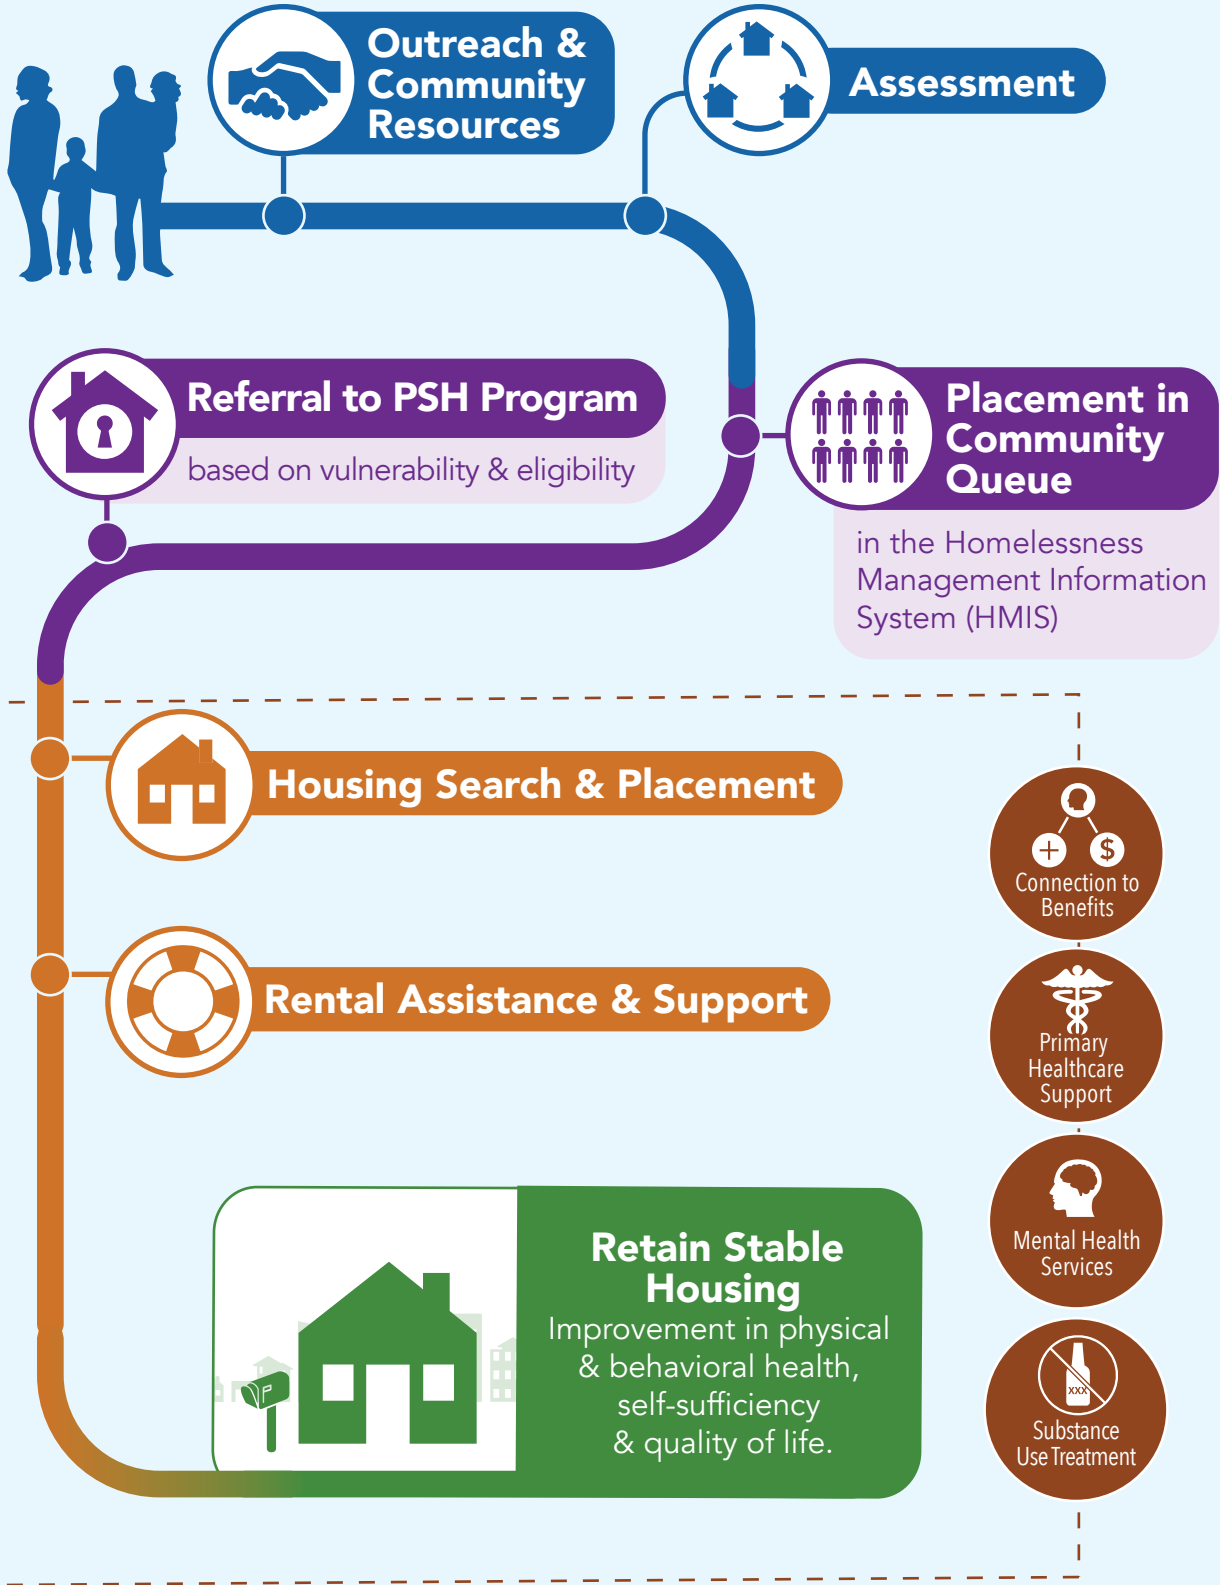 Outreach &
Community
Resources
Assessment
Referral to PSH Program
based on vulnerability & eligibility
Placement in
Community
Queue
in the Homelessness
Management Information
System (HMIS)
Housing Search & Placement
Rental Assistance & Support
$
Connection to
Benefits
Primary
Healthcare
Support
Mental Health
Services
XXX
Substance
Use Treatment
Retain Stable
Housing
Improvement in physical
& behavioral health,
self-sufficiency
& quality of life.